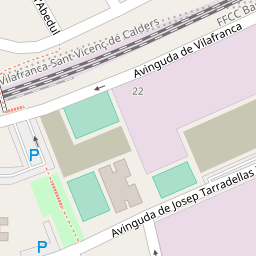 d'Abedul
Vilafranca-Sant Vicenç de Calders
FFCC Ba
Avinguda de Vilafranca
22
P
Avinguda de Josep Tarradellas
P